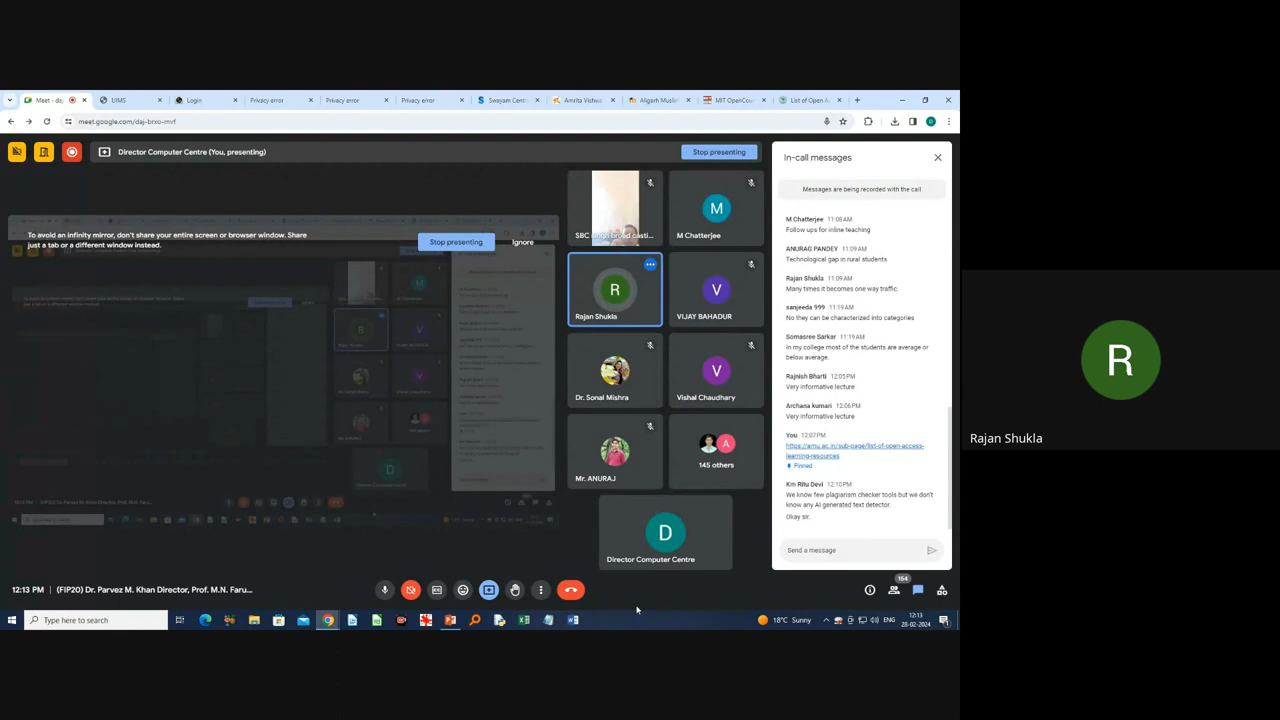 Meet - daj
UIMS
Login
Privacy error
Privacy error
Privacy error
Swayam Centr
Amrita Vishwa
Aligarh Muslim
MIT OpenCour
List of Open A
meet.google.com/daj-brxo-mvf
Director Computer Centre (You, presenting)
Stop presenting
To avoid an infinity mirror, don't share your entire screen or browser window. Share
just a tab or a different window instead.
Stop presenting
Ignore
M
M Chatterjee
R
Rajan Shukla
V
VIJAY BAHADUR
Dr. Sonal Mishra
V
Vishal Chaudhary
Mr. ANURAJ
A
145 others
D
Director Computer Centre
In-call messages
Messages are being recorded with the call
M Chatterjee 11:08 AM
Follow ups for inline teaching
ANURAG PANDEY 11:09 AM
Technological gap in rural students
Rajan Shukla 11:09 AM
Many times it becomes one way traffic.
sanjeeda 999 11:19 AM
No they can be characterized into categories
Somasree Sarkar 11:19 AM
In my college most of the students are average or
below average.
Rajnish Bharti 12:05 PM
Very informative lecture
Archana kumari 12:06 PM
Very informative lecture
You 12:07 PM
https://amu.ac.in/sub-page/list-of-open-access-
learning-resources
Pinned
Km Ritu Devi 12:10 PM
We know few plagiarism checker tools but we don't
know any AI generated text detector.
Okay sir.
Send a message
12:13 PM
(FIP20) Dr. Parvez M. Khan Director, Prof. M.N. Faru...
164
Type here to search
18°C Sunny
ENG
12:13
28-02-2024
R
Rajan Shukla